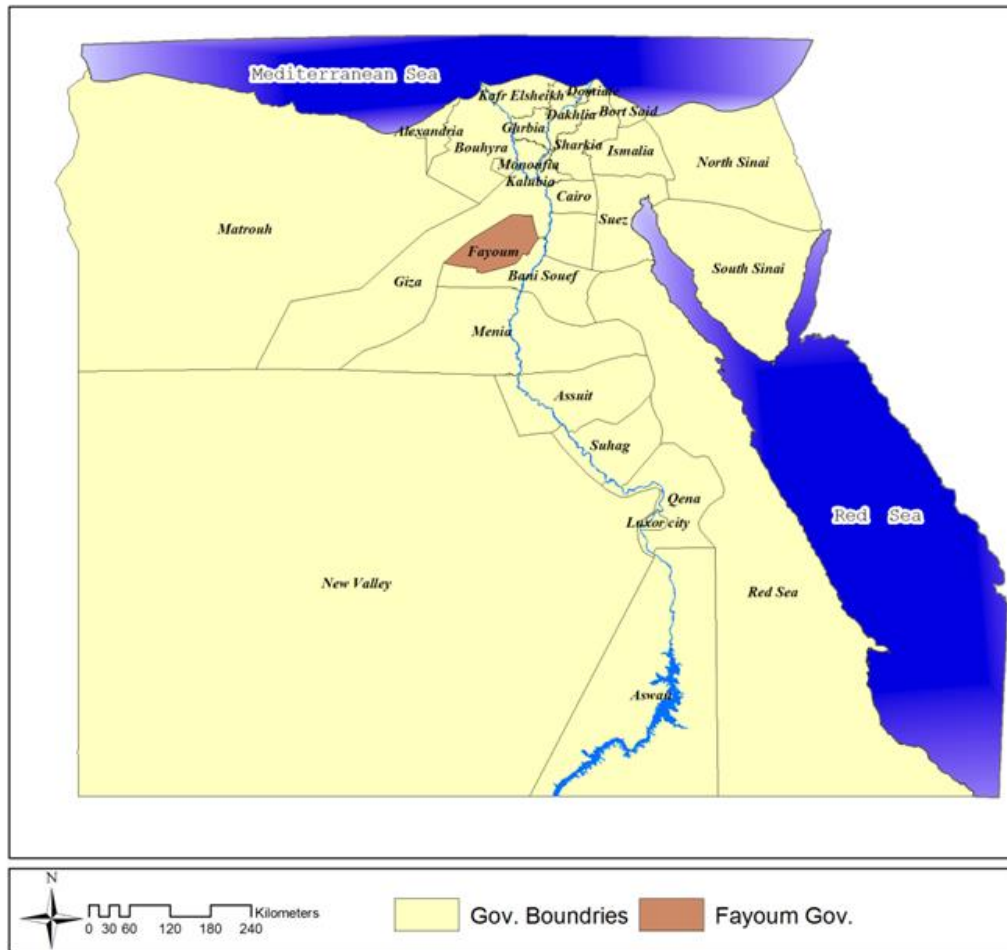 Mediterranean Sea
Kafr Elsheikh
Domiatte
Dakhlia
Bort Said
Alexandria
Ghrbia
Bouhyra
Sharkia
Ismalia
Monoufia
Kalubia
North Sinai
Cairo
Suez
Matrouh
Fayoum
South Sinai
Giza
Bani Souef
Menia
Assuit
Suhag
Qena
Luxor city
Red Sea
New Valley
Red Sea
Aswan
N
Kilometers
0 30 60 120 180 240
Gov. Boundries
Fayoum Gov.